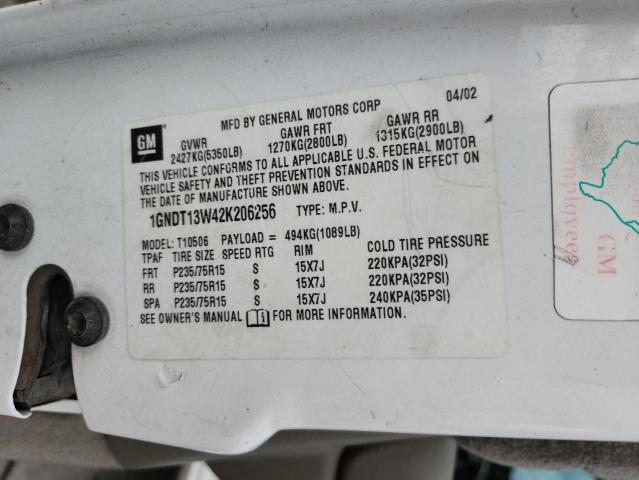 MFD BY GENERAL MOTORS CORP 04/02
GM
GVWR GAWR FRT GAWR RR
2427KG(5350LB) 1270KG(2800LB) 1315KG(2900LB)
THIS VEHICLE CONFORMS TO ALL APPLICABLE U.S. FEDERAL MOTOR
VEHICLE SAFETY AND THEFT PREVENTION STANDARDS IN EFFECT ON
THE DATE OF MANUFACTURE SHOWN ABOVE.
1GNDT13W42K206256 TYPE: M.P.V.
MODEL: T10506 PAYLOAD = 494KG(1089LB)
TPAF TIRE SIZE SPEED RTG RIM COLD TIRE PRESSURE
FRT P235/75R15 S 15X7J 220KPA(32PSI)
RR P235/75R15 S 15X7J 220KPA(32PSI)
SPA P235/75R15 S 15X7J 240KPA(35PSI)
SEE OWNER'S MANUAL FOR MORE INFORMATION.
GM
Employees